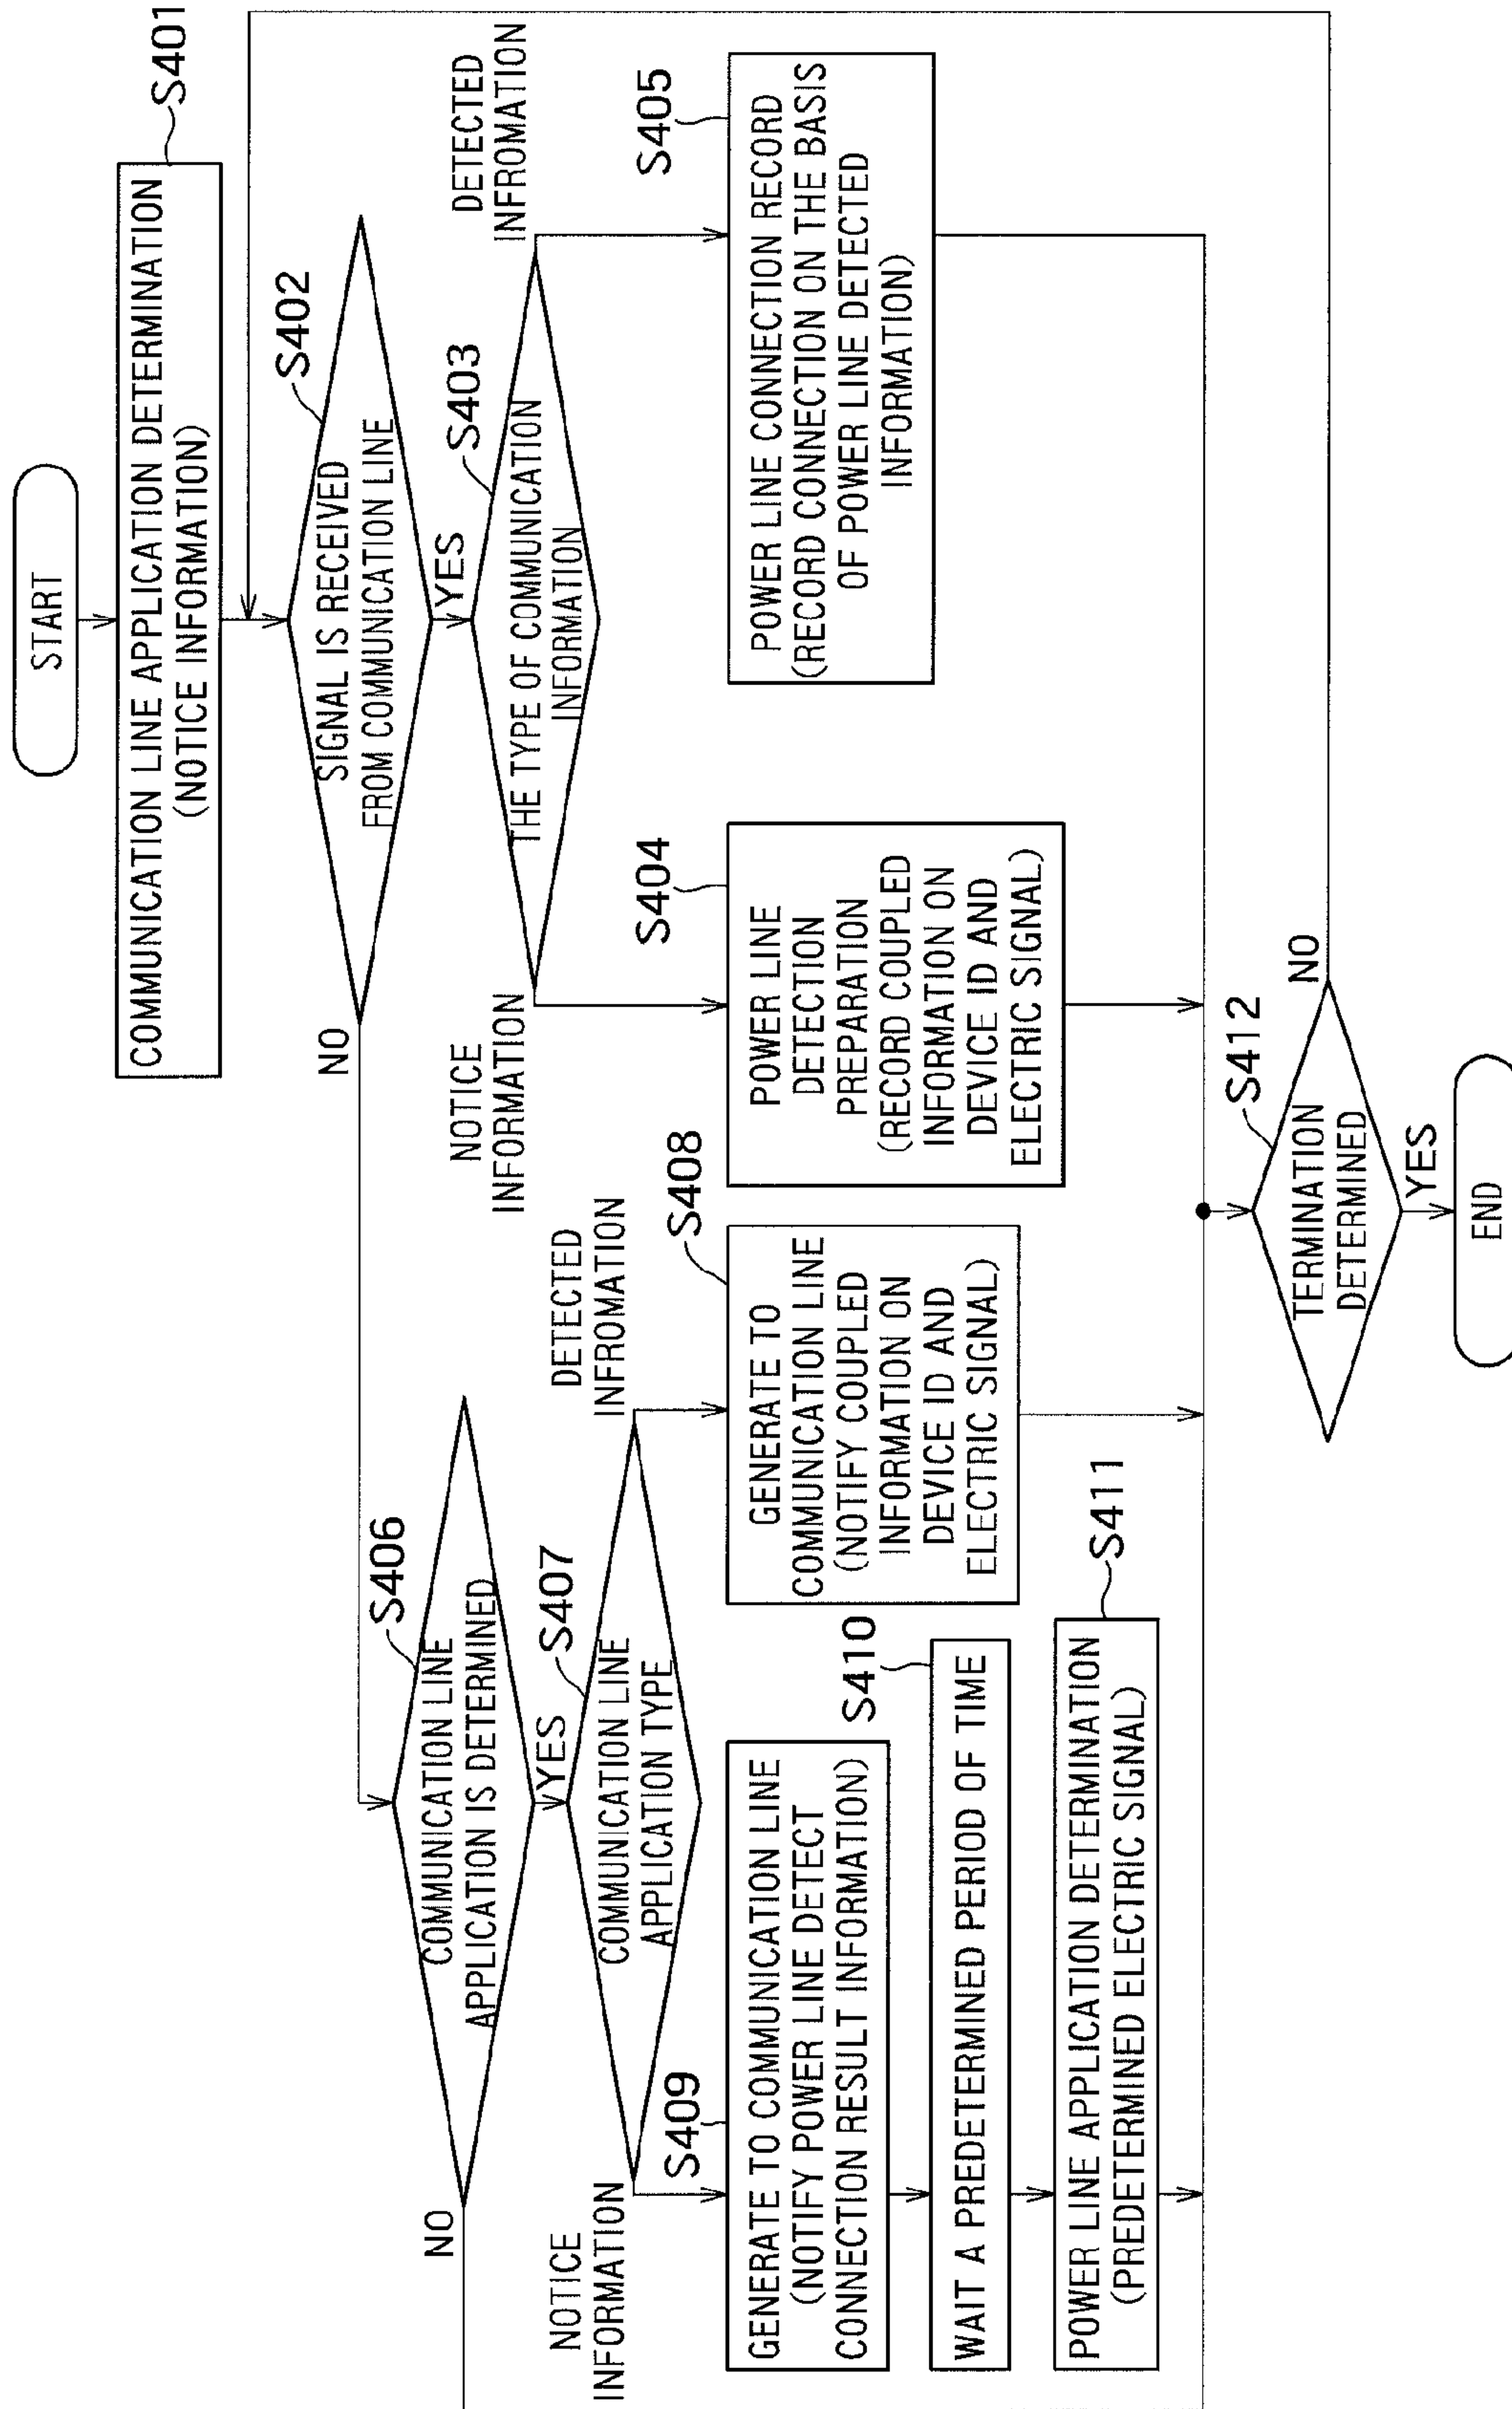 START
COMMUNICATION LINE APPLICATION DETERMINATION
(NOTICE INFORMATION)
S401
SIGNAL IS RECEIVED
FROM COMMUNICATION LINE
S402
NO
YES
THE TYPE OF COMMUNICATION
INFORMATION
S403
NOTICE
INFORMATION
DETECTED
INFROMATION
S404
POWER LINE
DETECTION
PREPARATION
(RECORD COUPLED
INFORMATION ON
DEVICE ID AND
ELECTRIC SIGNAL)
S405
POWER LINE CONNECTION RECORD
(RECORD CONNECTION ON THE BASIS
OF POWER LINE DETECTED
INFORMATION)
COMMUNICATION LINE
APPLICATION IS DETERMINED
S406
NO
YES
COMMUNICATION LINE
APPLICATION TYPE
S407
NOTICE
INFORMATION
DETECTED
INFROMATION
S408
GENERATE TO
COMMUNICATION LINE
(NOTIFY COUPLED
INFORMATION ON
DEVICE ID AND
ELECTRIC SIGNAL)
S409
GENERATE TO COMMUNICATION LINE
(NOTIFY POWER LINE DETECT
CONNECTION RESULT INFORMATION)
S410
WAIT A PREDETERMINED PERIOD OF TIME
S411
POWER LINE APPLICATION DETERMINATION
(PREDETERMINED ELECTRIC SIGNAL)
S412
TERMINATION
DETERMINED
NO
YES
END